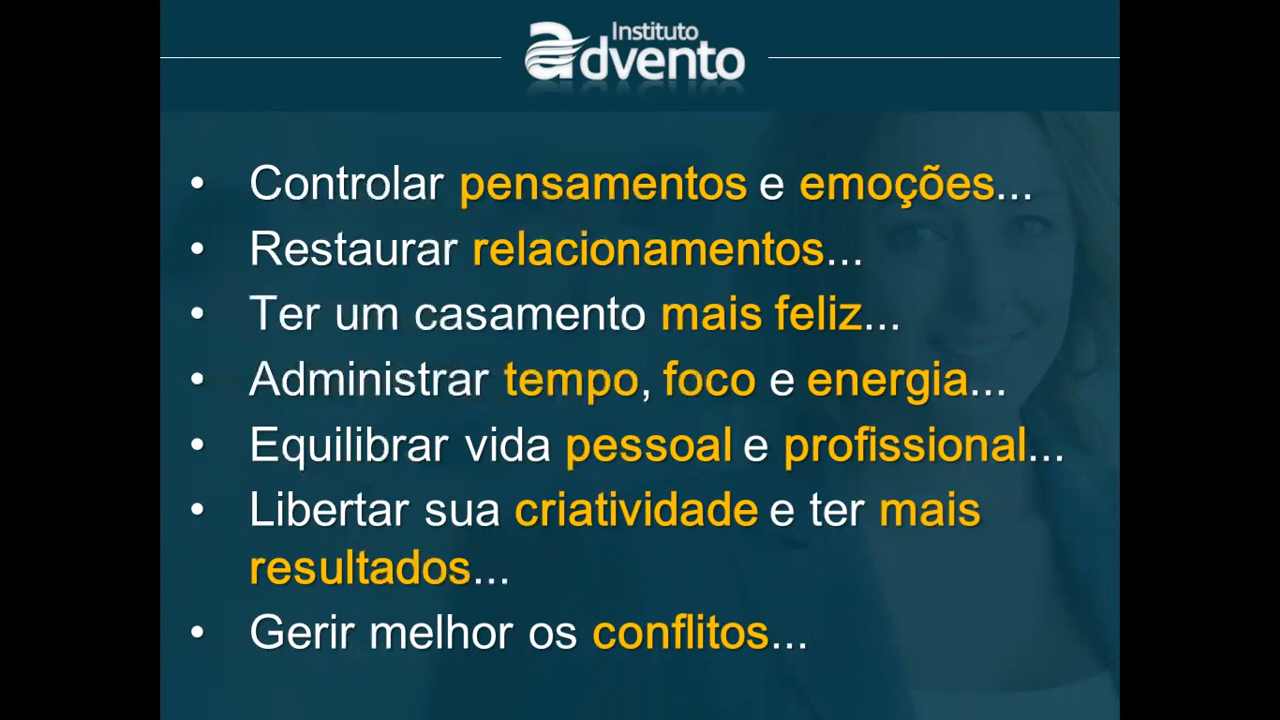 Instituto
advento
• Controlar pensamentos e emoções...
• Restaurar relacionamentos...
• Ter um casamento mais feliz...
• Administrar tempo, foco e energia...
• Equilibrar vida pessoal e profissional...
• Libertar sua criatividade e ter mais
resultados...
• Gerir melhor os conflitos...